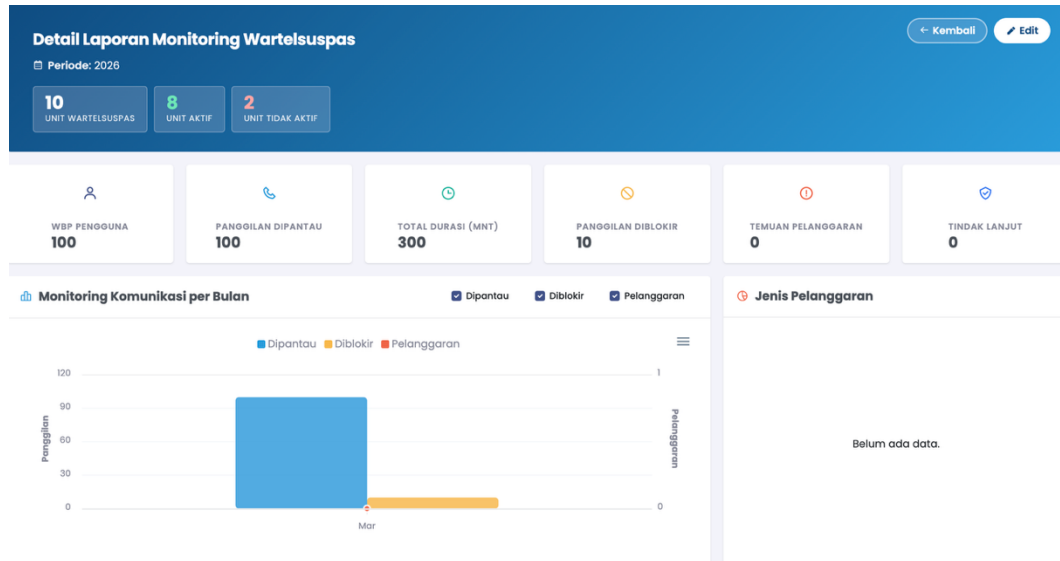 Detail Laporan Monitoring Wartelsuspas
← Kembali
Edit
Periode: 2026
10
UNIT WARTELSUSPAS
8
UNIT AKTIF
2
UNIT TIDAK AKTIF
WBP PENGGUNA
100
PANGGILAN DIPANTAU
100
TOTAL DURASI (MNT)
300
PANGGILAN DIBLOKIR
10
TEMUAN PELANGGARAN
0
TINDAK LANJUT
0
Monitoring Komunikasi per Bulan
Dipantau
Diblokir
Pelanggaran
Dipantau Diblokir Pelanggaran
Panggilan
120
90
60
30
0
Mar
1
0
Pelanggaran
Jenis Pelanggaran
Belum ada data.